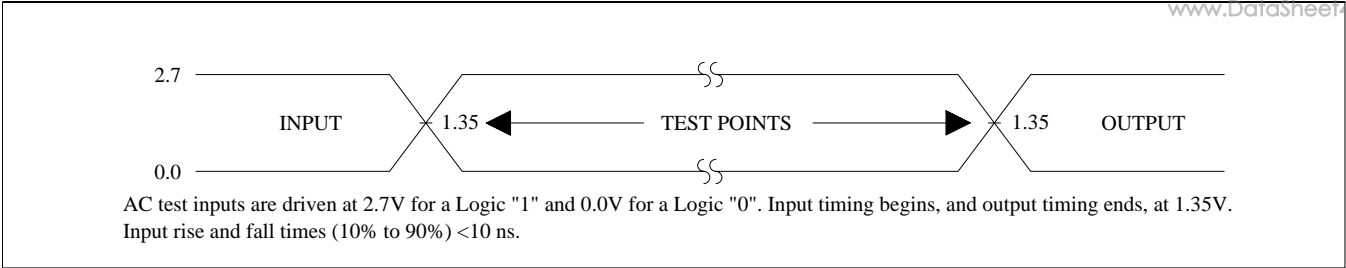 www.DataSheet4
2.7
INPUT 1.35 TEST POINTS 1.35 OUTPUT
0.0
AC test inputs are driven at 2.7V for a Logic "1" and 0.0V for a Logic "0". Input timing begins, and output timing ends, at 1.35V.
Input rise and fall times (10% to 90%) <10 ns.